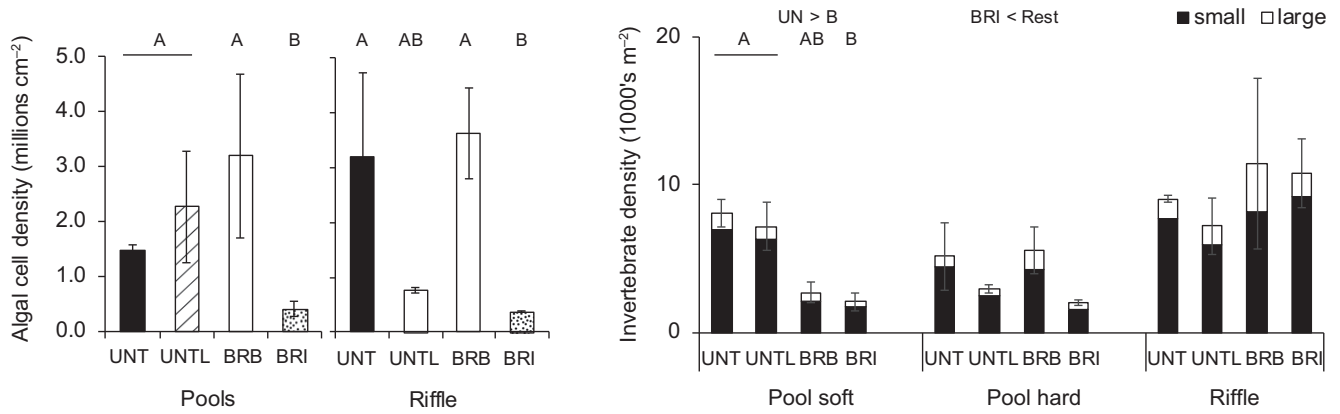 A A B A AB A B
5.0
4.0
3.0
2.0
1.0
0.0
Algal cell density (millions cm⁻²)
UNT UNTL BRB BRI UNT UNTL BRB BRI
Pools Riffle
UN > B BRI < Rest small large
A AB B
20
10
0
Invertebrate density (1000's m⁻²)
UNT UNTL BRB BRI UNT UNTL BRB BRI UNT UNTL BRB BRI
Pool soft Pool hard Riffle